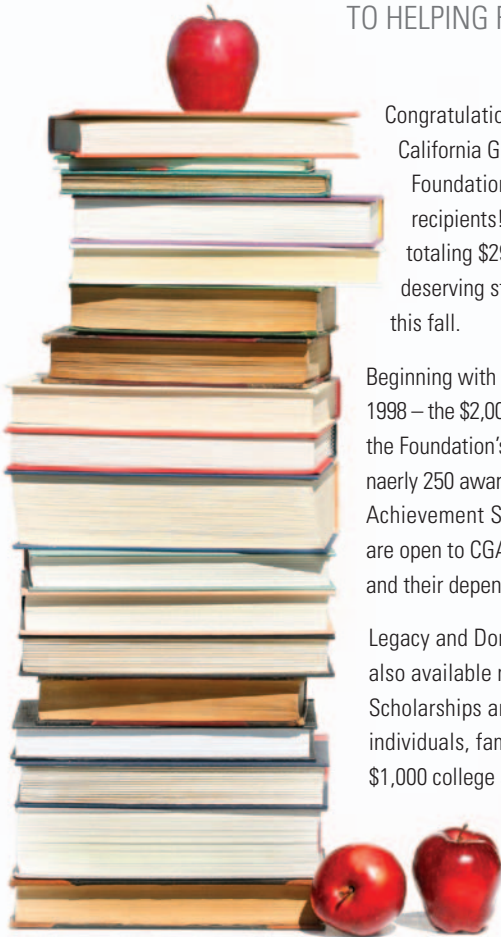 TO HELPING
Congratulatio
California G
Foundation
recipients!
totaling $29
deserving st
this fall.
Beginning with
1998 – the $2,00
the Foundation's
naerly 250 awar
Achievement S
are open to CGA
and their depen
Legacy and Dor
also available
Scholarships ar
individuals, fam
$1,000 college